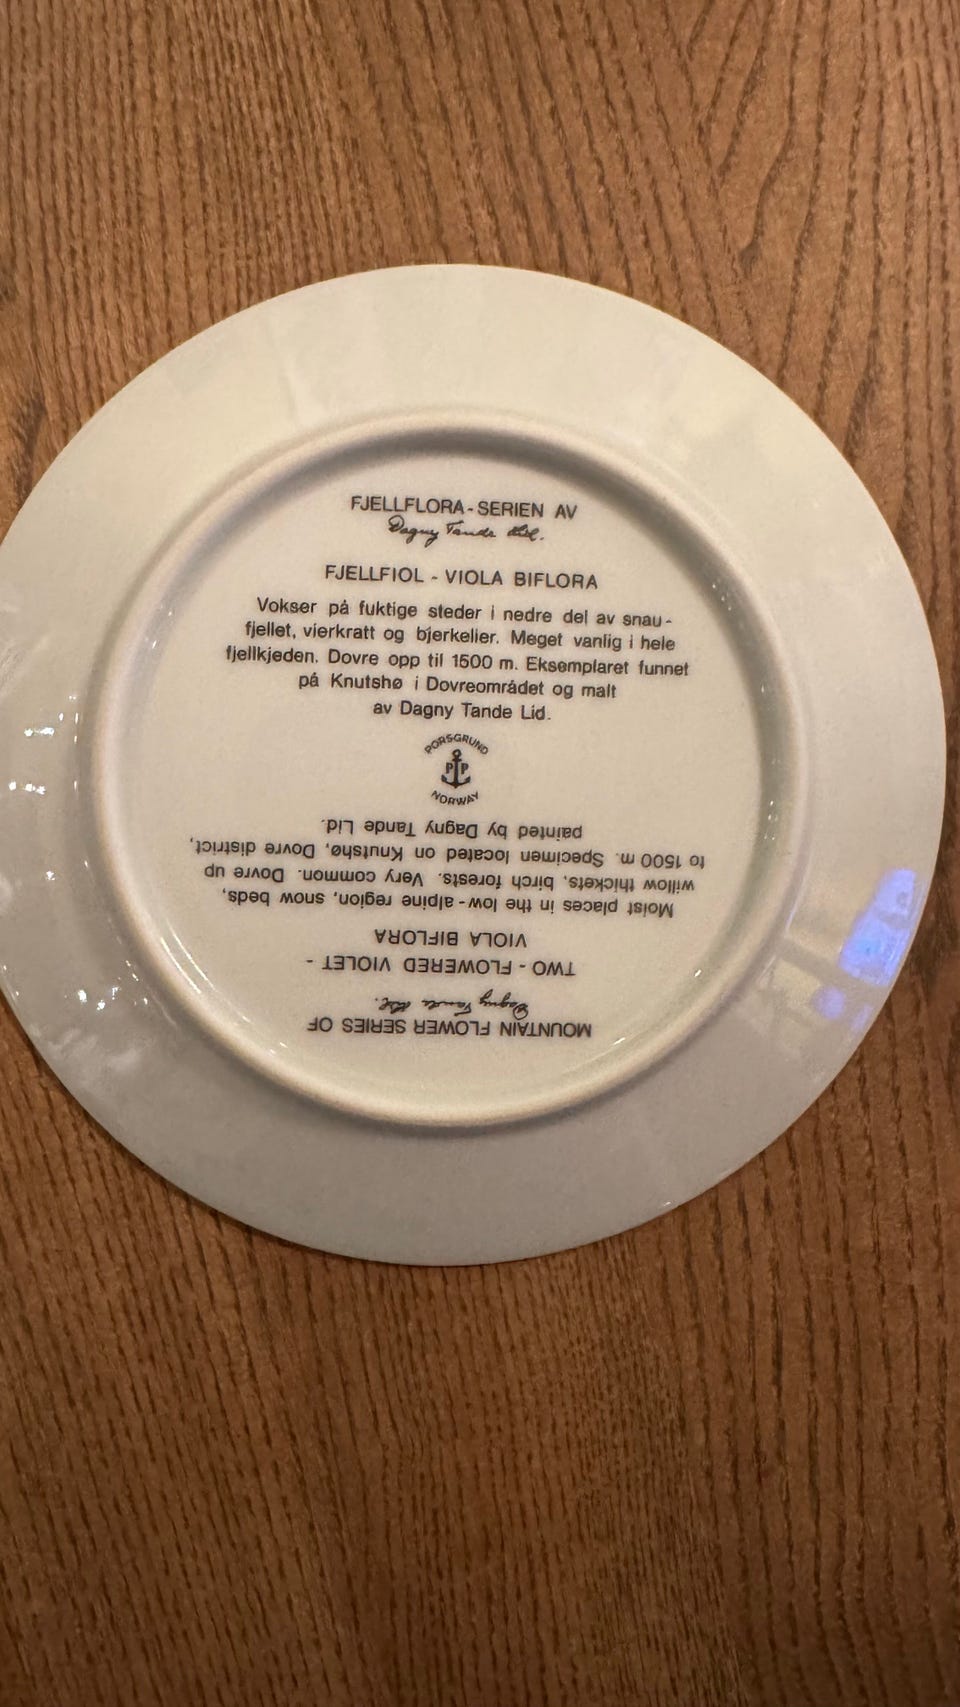 FJELLFLORA-SERIEN AV
Dagny Tande Lid.
FJELLFIOL - VIOLA BIFLORA
Vokser på fuktige steder i nedre del av snau-
fjellet, vierkratt og bjerkelier. Meget vanlig i hele
fjellkjeden. Dovre opp til 1500 m. Eksemplaret funnet
på Knutshø i Dovreområdet og malt
av Dagny Tande Lid.
PORSGRUND
PP
NORWAY
MOUNTAIN FLOWER SERIES OF
Dagny Tande Lid.
TWO-FLOWERED VIOLET -
VIOLA BIFLORA
Moist places in the low-alpine region, snow beds,
willow thickets, birch forests. Very common. Dovre up
to 1500 m. Specimen located on Knutshø, Dovre district,
painted by Dagny Tande Lid.